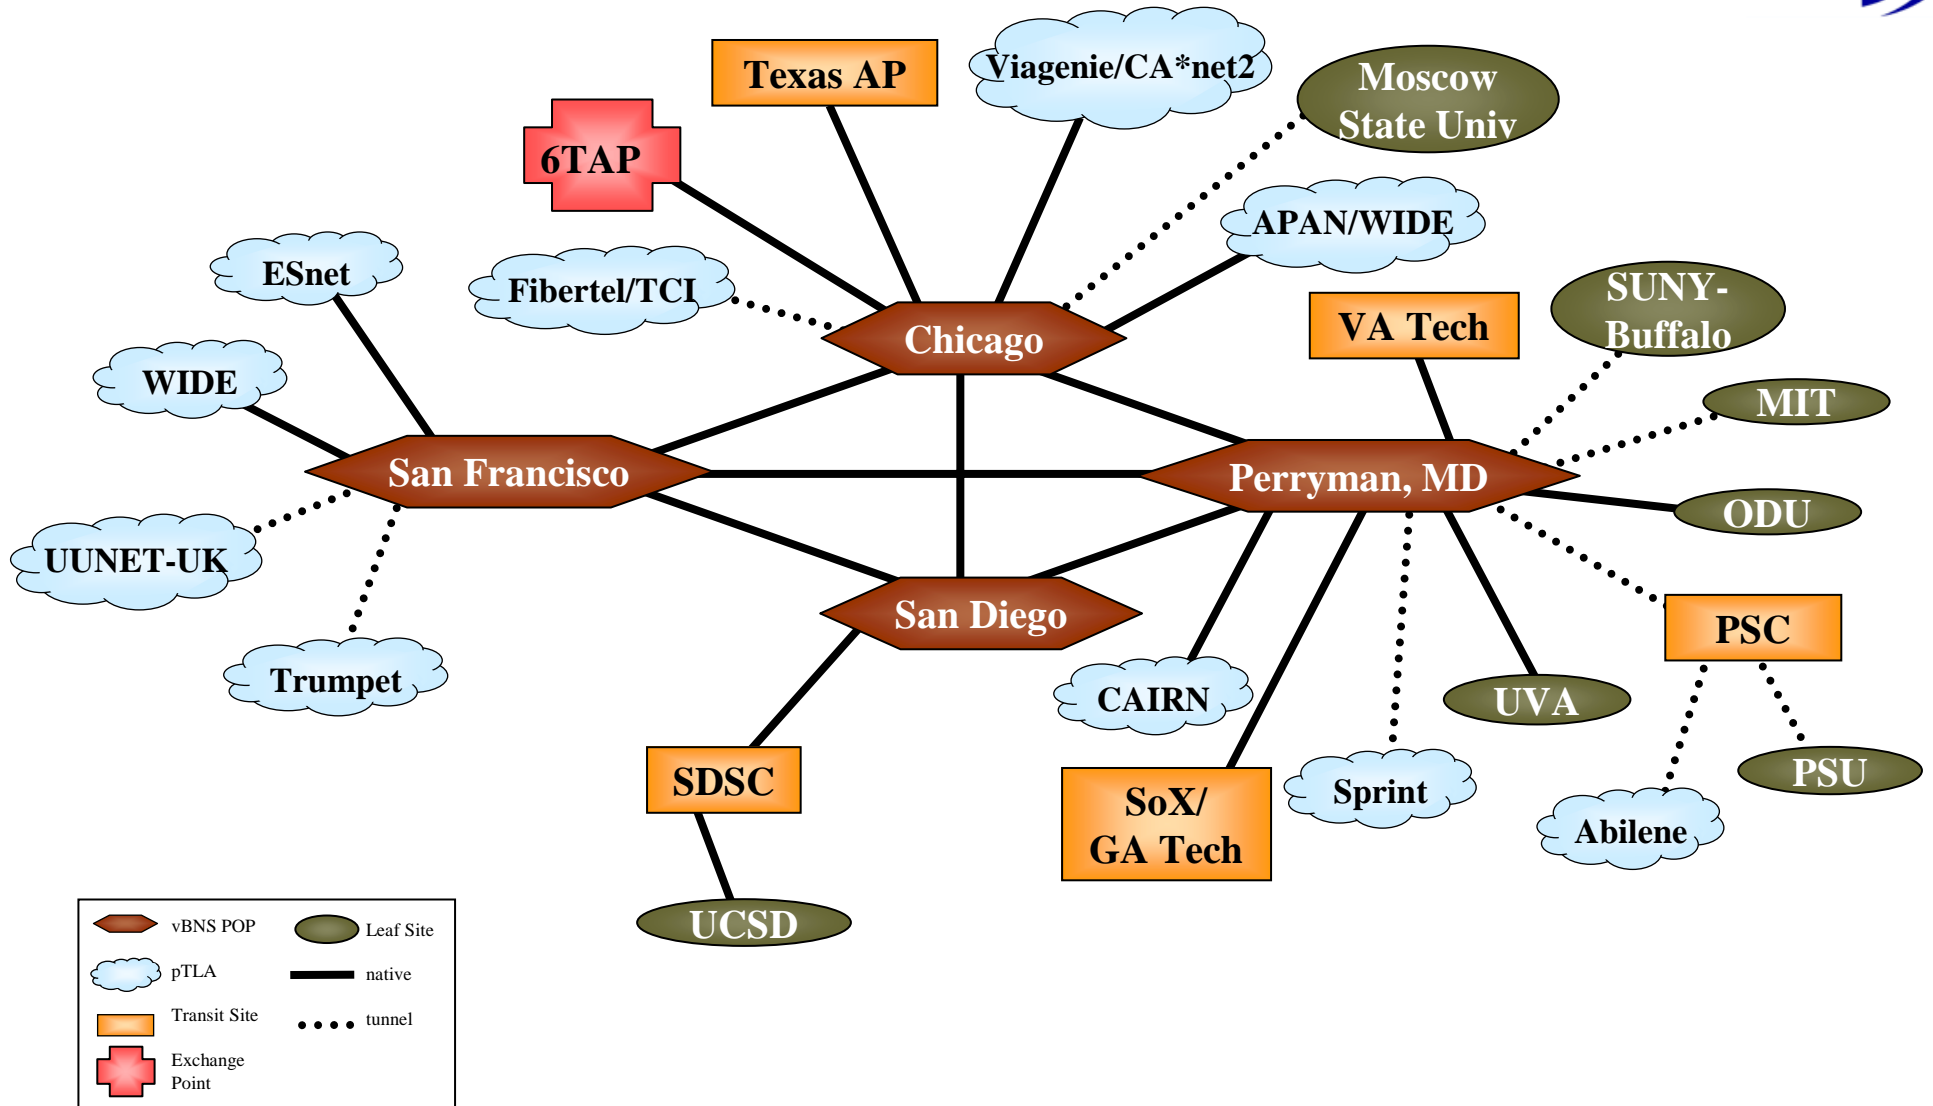 Texas AP
Viagenie/CA*net2
Moscow
State Univ
6TAP
APAN/WIDE
ESnet
Fibertel/TCI
SUNY-
Buffalo
VA Tech
Chicago
WIDE
MIT
San Francisco
Perryman, MD
ODU
UUNET-UK
San Diego
PSC
Trumpet
CAIRN
UVA
SDSC
PSU
Sprint
SoX/
GA Tech
Abilene
UCSD
vBNS POP
Leaf Site
pTLA
native
Transit Site
tunnel
Exchange
Point